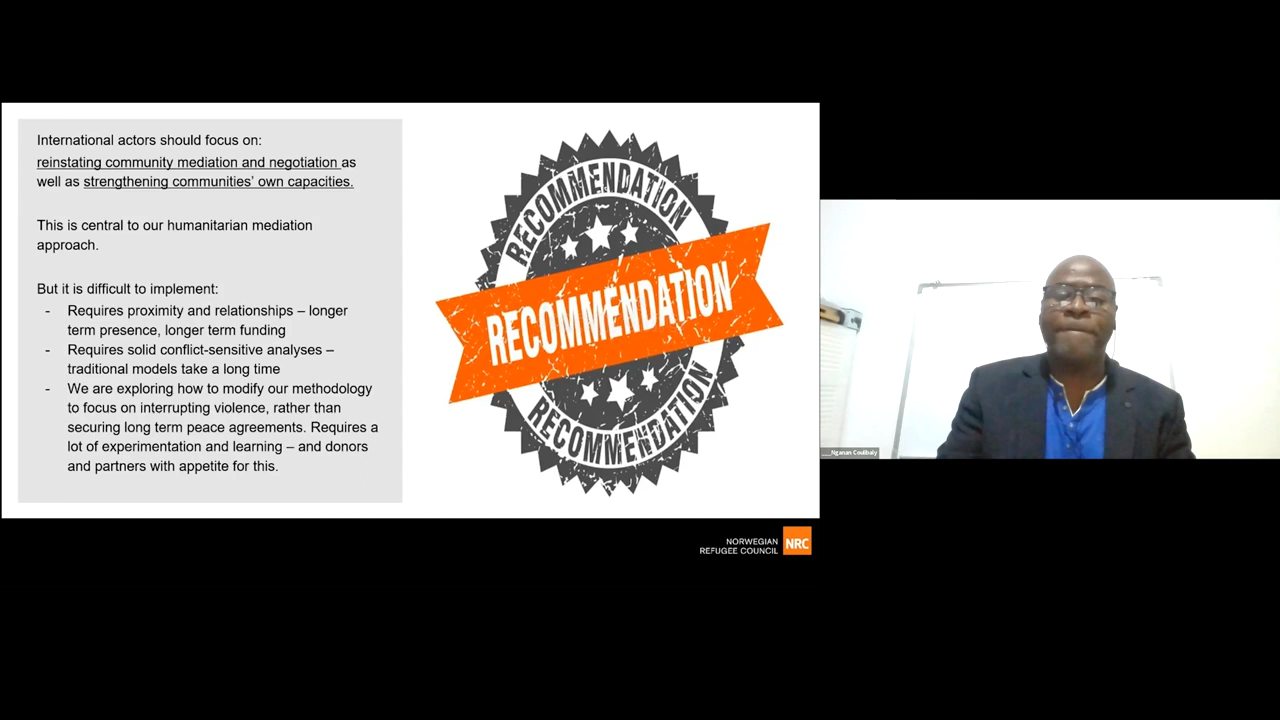 International actors should focus on:
reinstating community mediation and negotiation as
well as strengthening communities’ own capacities.
This is central to our humanitarian mediation
approach.
But it is difficult to implement:
- Requires proximity and relationships – longer
term presence, longer term funding
- Requires solid conflict-sensitive analyses –
traditional models take a long time
- We are exploring how to modify our methodology
to focus on interrupting violence, rather than
securing long term peace agreements. Requires a
lot of experimentation and learning – and donors
and partners with appetite for this.
RECOMMENDATION
RECOMMENDATION
RECOMMENDATION
___Nganan Coulibaly
NORWEGIAN
REFUGEE COUNCIL
NRC